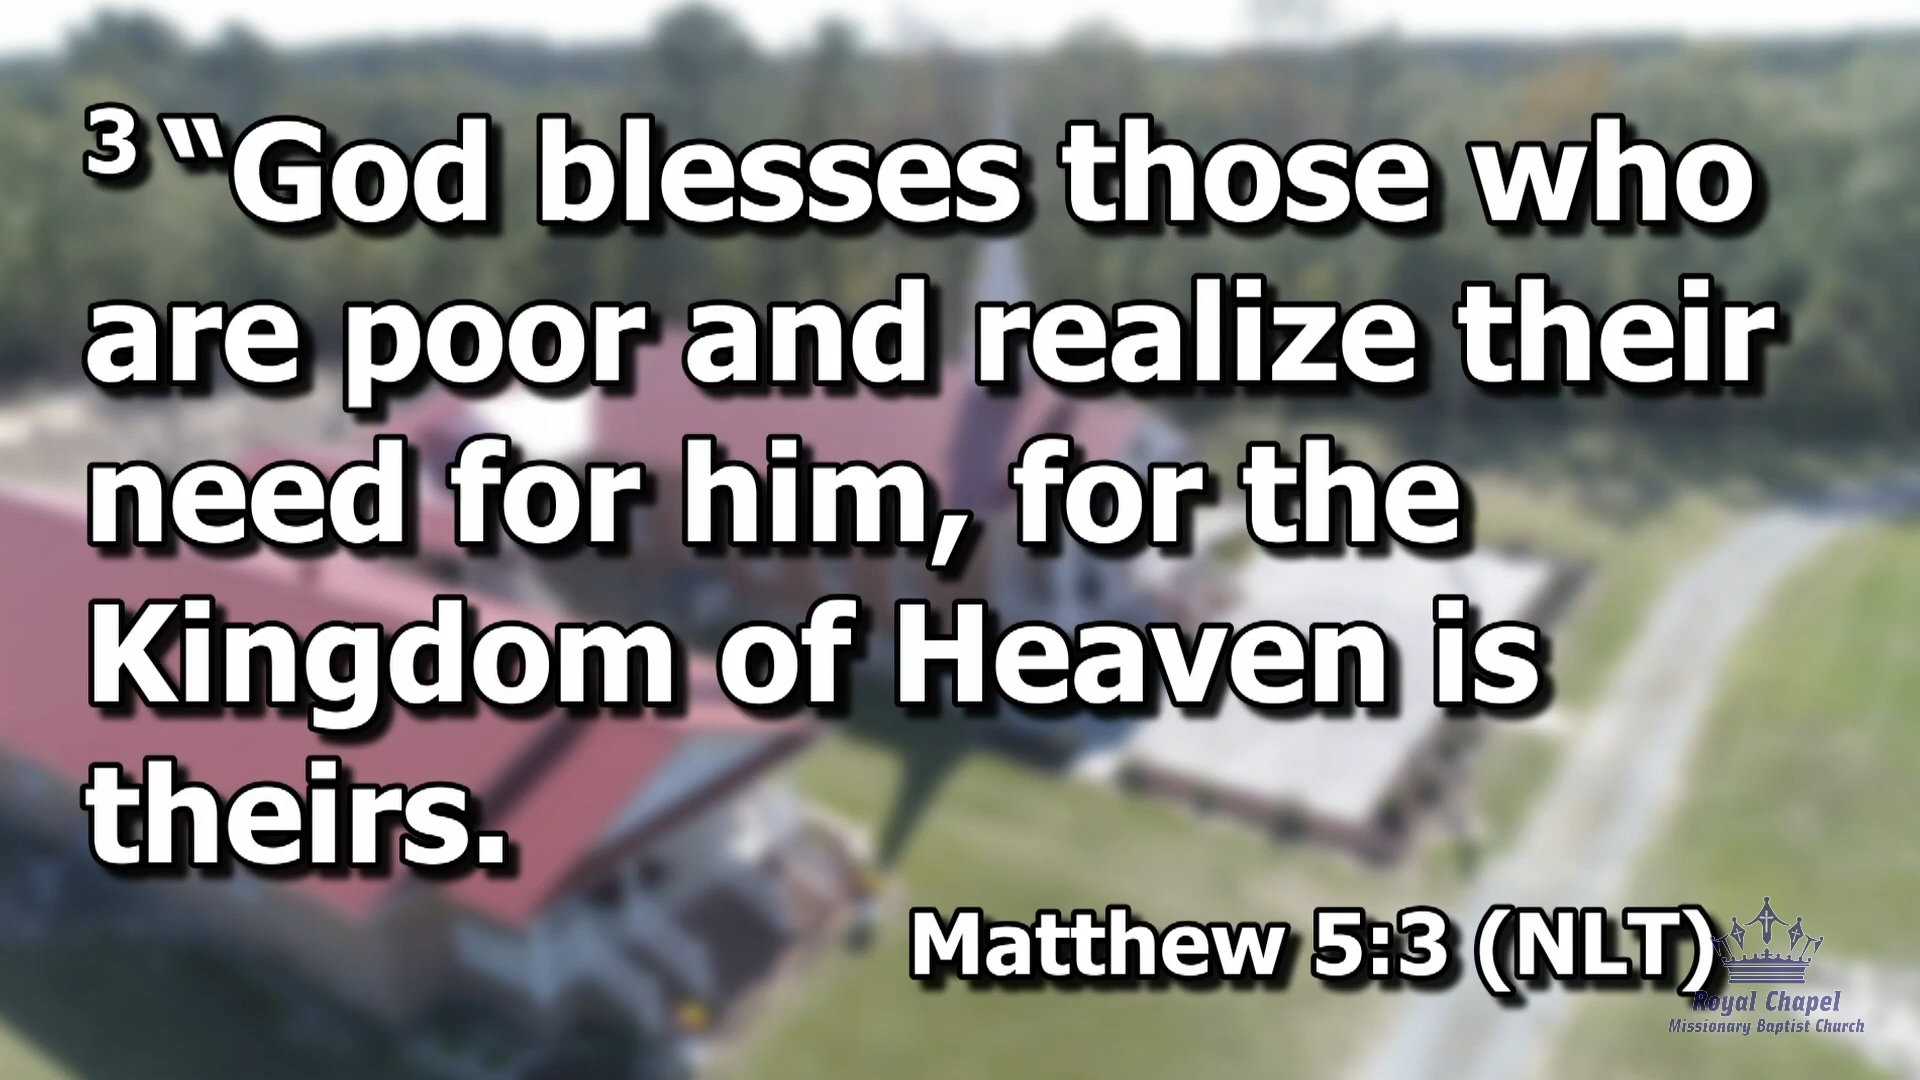 3 “God blesses those who
are poor and realize their
need for him, for the
Kingdom of Heaven is
theirs.
Matthew 5:3 (NLT)
Royal Chapel
Missionary Baptist Church